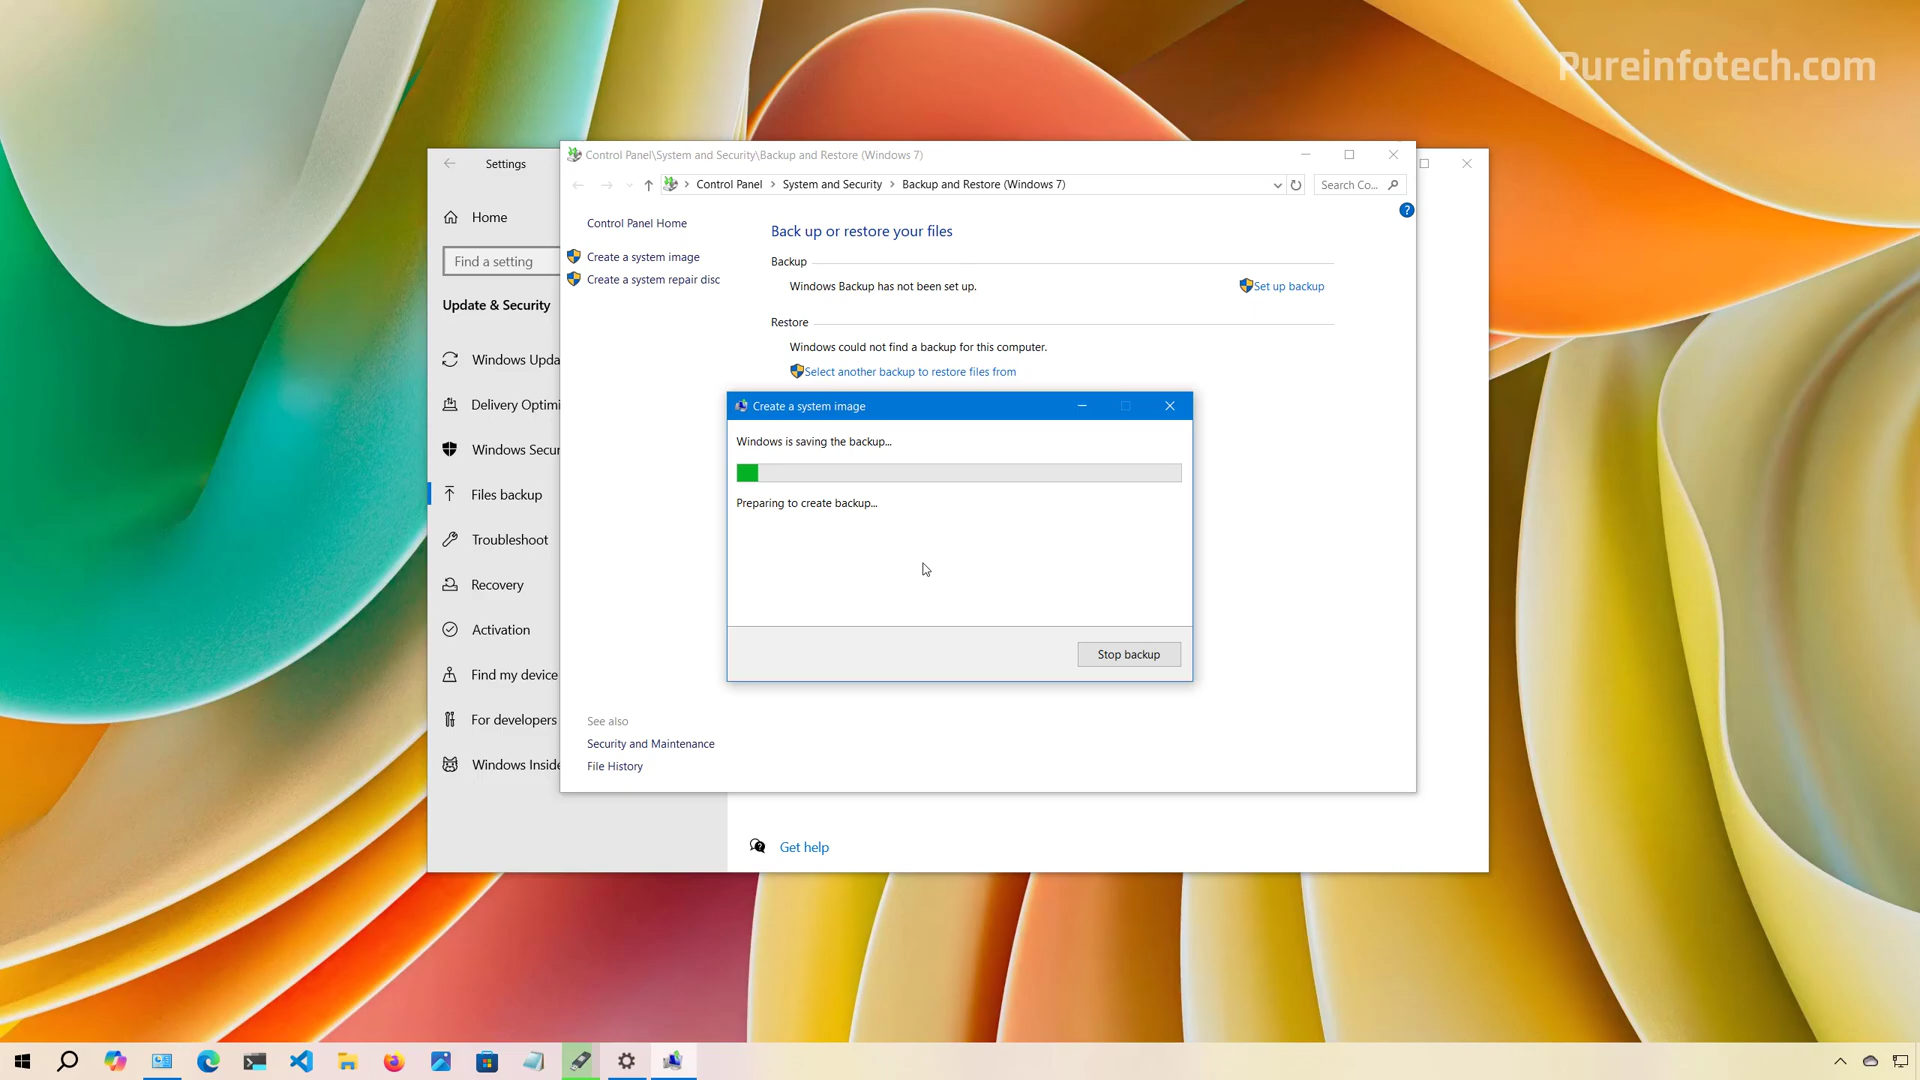 Pureinfotech.com
Settings
Home
Find a setting
Update & Security
Windows Upda
Delivery Optimi
Windows Secur
Files backup
Troubleshoot
Recovery
Activation
Find my device
For developers
Windows Inside
Get help
Control Panel\System and Security\Backup and Restore (Windows 7)
Control Panel > System and Security > Backup and Restore (Windows 7)
Search Co...
Control Panel Home
Create a system image
Create a system repair disc
Back up or restore your files
Backup
Windows Backup has not been set up.
Set up backup
Restore
Windows could not find a backup for this computer.
Select another backup to restore files from
Create a system image
Windows is saving the backup...
Preparing to create backup...
Stop backup
See also
Security and Maintenance
File History